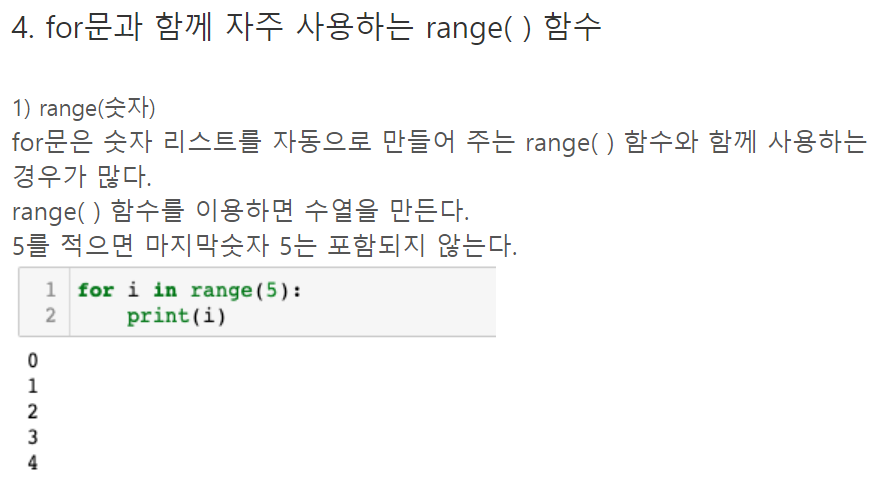 4. for문과 함께 자주 사용하는 range( ) 함수
1) range(숫자)
for문은 숫자 리스트를 자동으로 만들어 주는 range( ) 함수와 함께 사용하는
경우가 많다.
range( ) 함수를 이용하면 수열을 만든다.
5를 적으면 마지막숫자 5는 포함되지 않는다.
1 for i in range(5):
2     print(i)
0
1
2
3
4